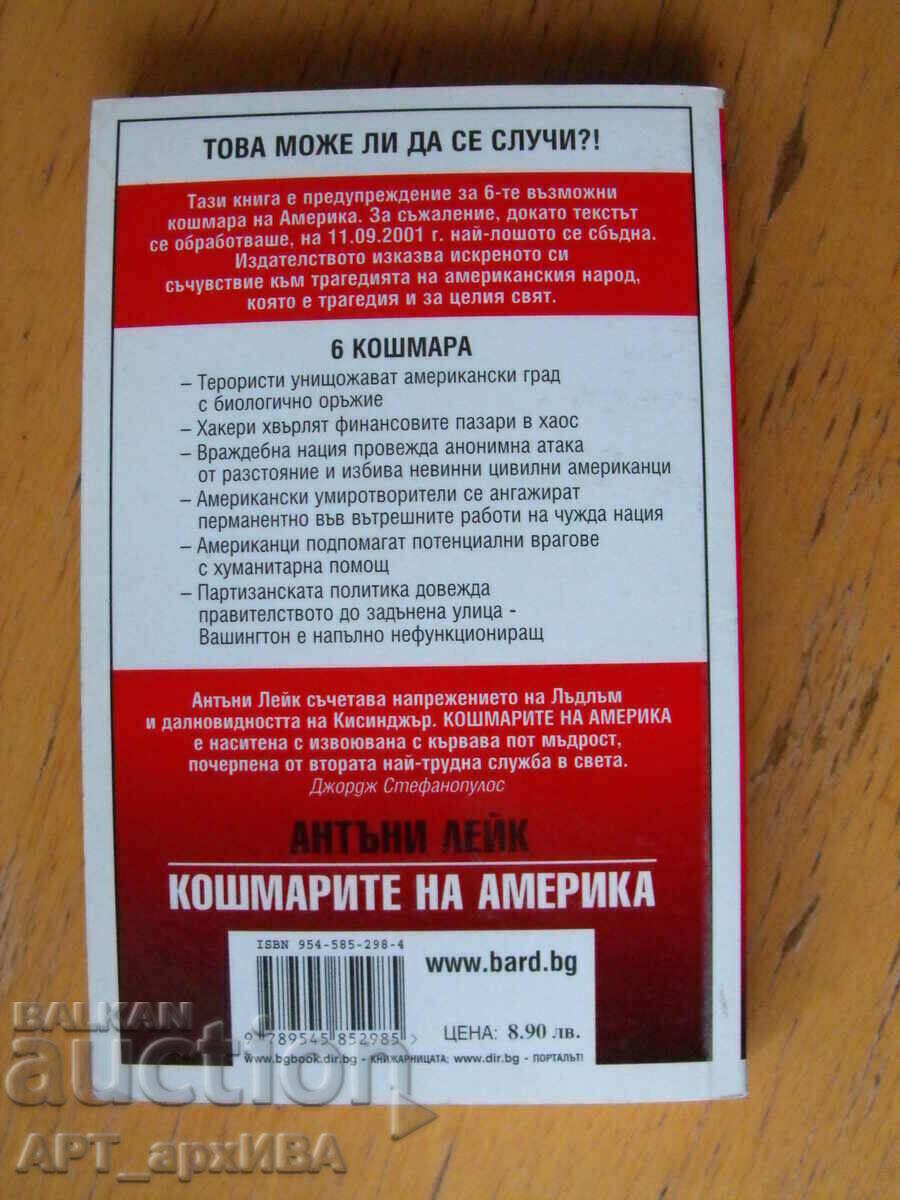 ТОВА МОЖЕ ЛИ ДА СЕ СЛУЧИ?!
Тази книга е предупреждение за 6-те възможни
кошмара на Америка. За съжаление, докато текстът
се обработваше, на 11.09.2001 г. най-лошото се сбъдна.
Издателството изказва искреното си
съчувствие към трагедията на американския народ,
която е трагедия и за целия свят.
6 КОШМАРА
– Терористи унищожават американски град
с биологично оръжие
– Хакери хвърлят финансовите пазари в хаос
– Враждебна нация провежда анонимна атака
от разстояние и избива невинни цивилни американци
– Американски умиротворители се ангажират
перманентно във вътрешните работи на чужда нация
– Американци подпомагат потенциални врагове
с хуманитарна помощ
– Партизанската политика довежда
правителството до задънена улица -
Вашингтон е напълно нефункциониращ
Антъни Лейк съчетава напрежението на Лъдлъм
и далновидността на Кисинджър. КОШМАРИТЕ НА АМЕРИКА
е наситена с извоювана с кървава пот мъдрост,
почерпена от втората най-трудна служба в света.
Джордж Стефанопулос
АНТЪНИ ЛЕЙК
КОШМАРИТЕ НА АМЕРИКА
ISBN 954-585-298-4
www.bard.bg
ЦЕНА: 8.90 лв.
9 789545 852985 >
www.bgbook.dir.bg - КНИЖАРНИЦАТА; www.dir.bg - ПОРТАЛЪТ!
BALKAN
auction
АРТ_архИВА